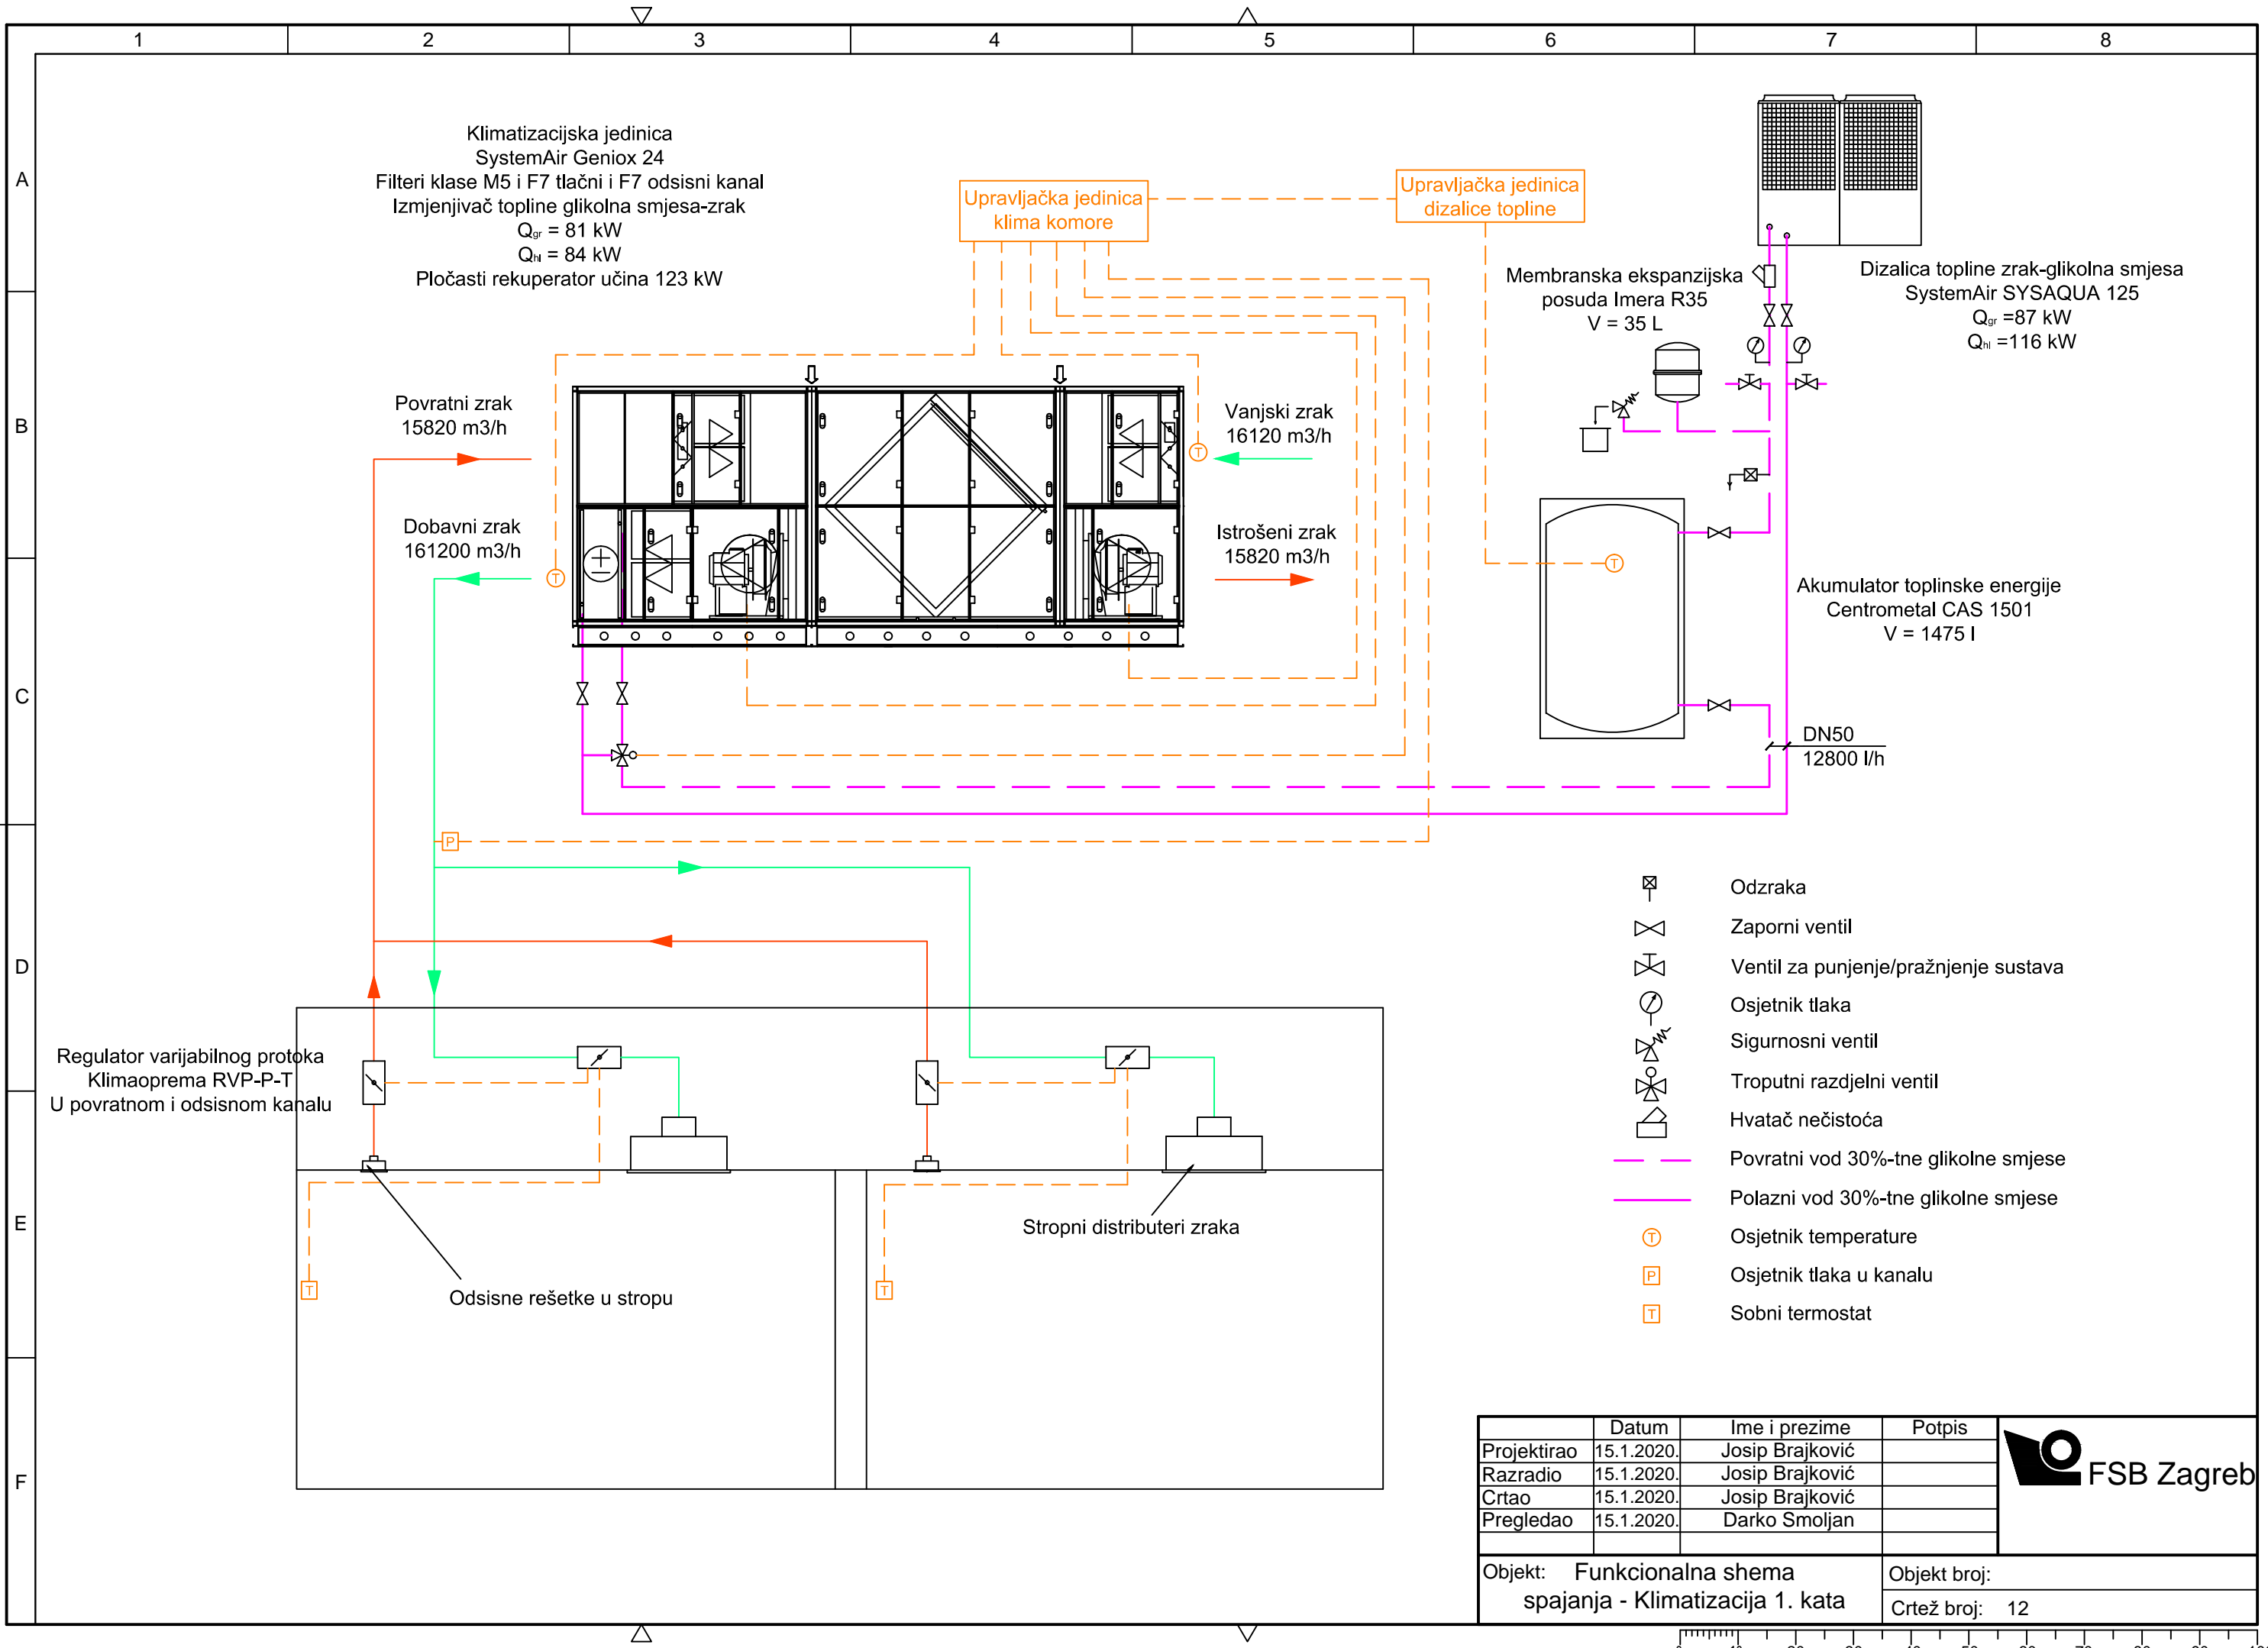 1 2 3 4 5 6 7 8
A
B
C
D
E
F
Klimatizacijska jedinica
SystemAir Geniox 24
Filteri klase M5 i F7 tlačni i F7 odsisni kanal
Izmjenjivač topline glikolna smjesa-zrak
Qgr = 81 kW
Qhl = 84 kW
Pločasti rekuperator učina 123 kW
Upravljačka jedinica
klima komore
Upravljačka jedinica
dizalice topline
Membranska ekspanzijska
posuda Imera R35
V = 35 L
Dizalica topline zrak-glikolna smjesa
SystemAir SYSAQUA 125
Qgr =87 kW
Qhl =116 kW
Povratni zrak
15820 m3/h
Vanjski zrak
16120 m3/h
T
Dobavni zrak
161200 m3/h
T
Istrošeni zrak
15820 m3/h
T
Akumulator toplinske energije
Centrometal CAS 1501
V = 1475 l
DN50
12800 l/h
P
Odzraka
Zaporni ventil
Ventil za punjenje/pražnjenje sustava
Osjetnik tlaka
Sigurnosni ventil
Troputni razdjelni ventil
Hvatač nečistoća
Povratni vod 30%-tne glikolne smjese
Polazni vod 30%-tne glikolne smjese
T Osjetnik temperature
P Osjetnik tlaka u kanalu
T Sobni termostat
Regulator varijabilnog protoka
Klimaoprema RVP-P-T
U povratnom i odsisnom kanalu
Stropni distributeri zraka
T
T
Odsisne rešetke u stropu
Datum Ime i prezime Potpis
Projektirao 15.1.2020. Josip Brajković
Razradio 15.1.2020. Josip Brajković
Crtao 15.1.2020. Josip Brajković
Pregledao 15.1.2020. Darko Smoljan
FSB Zagreb
Objekt: Funkcionalna shema
spajanja - Klimatizacija 1. kata
Objekt broj:
Crtež broj: 12